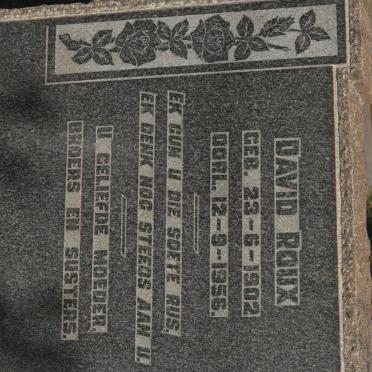 DAVID ROUX
GEB. 23-6-1902
OORL. 12-9-1956.
EK GUN U DIE SOETE RUS,
EK DENK NOG STEEDS AAN U.
U GELIEFDE MOEDER,
BROERS EN SUSTERS.